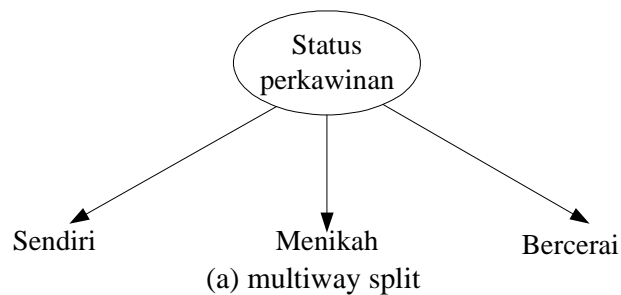 Status
perkawinan
Sendiri
Menikah
Bercerai
(a) multiway split